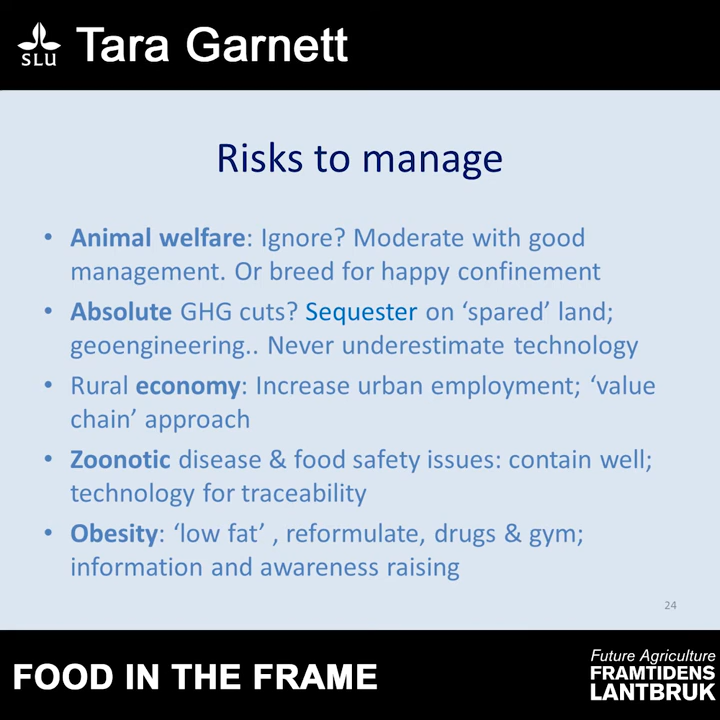 SLU
Tara Garnett
Risks to manage
• Animal welfare: Ignore? Moderate with good
management. Or breed for happy confinement
• Absolute GHG cuts? Sequester on ‘spared’ land;
geoengineering.. Never underestimate technology
• Rural economy: Increase urban employment; ‘value
chain’ approach
• Zoonotic disease & food safety issues: contain well;
technology for traceability
• Obesity: ‘low fat’ , reformulate, drugs & gym;
information and awareness raising
24
FOOD IN THE FRAME
Future Agriculture
FRAMTIDENS
LANTBRUK